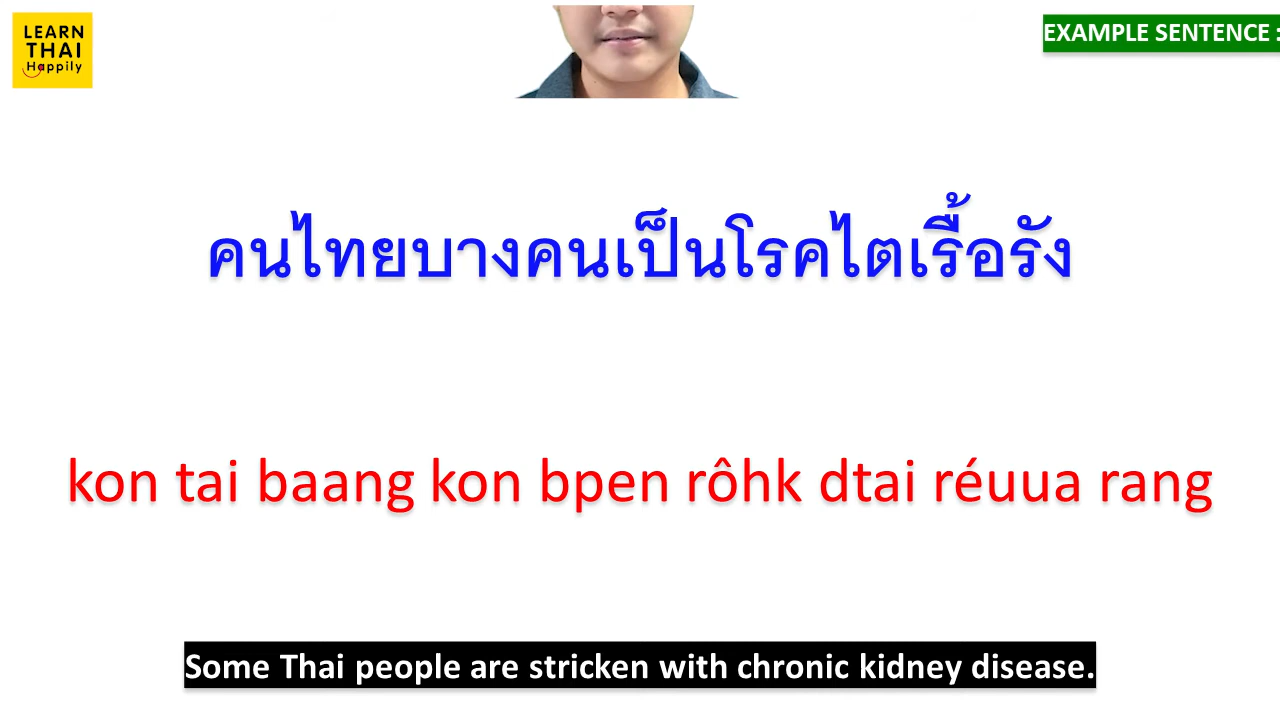 LEARN
THAI
Happily
EXAMPLE SENTENCE :
คนไทยบางคนเป็นโรคไตเรื้อรัง
kon tai baang kon bpen rôhk dtai réuua rang
Some Thai people are stricken with chronic kidney disease.